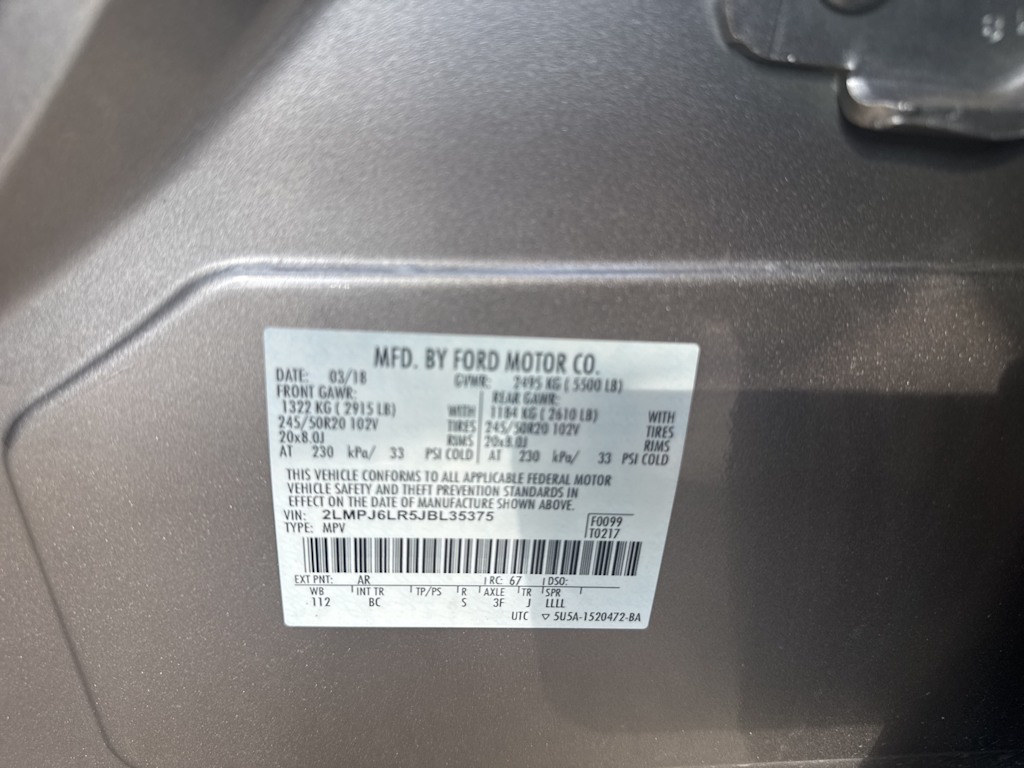 MFD. BY FORD MOTOR CO.
DATE: 03/18 GVWR: 2495 KG ( 5500 LB)
FRONT GAWR: REAR GAWR:
1322 KG ( 2915 LB) WITH 1184 KG ( 2610 LB) WITH
245/50R20 102V TIRES 245/50R20 102V TIRES
20x8.0J RIMS 20x8.0J RIMS
AT 230 kPa/ 33 PSI COLD AT 230 kPa/ 33 PSI COLD
THIS VEHICLE CONFORMS TO ALL APPLICABLE FEDERAL MOTOR
VEHICLE SAFETY AND THEFT PREVENTION STANDARDS IN
EFFECT ON THE DATE OF MANUFACTURE SHOWN ABOVE.
VIN: 2LMPJ6LR5JBL35375 F0099
TYPE: MPV T0217
EXT PNT: AR RC: 67 DSO:
WB INT TR TP/PS R AXLE TR SPR
112 BC S 3F J LLLL
UTC ▽ 5U5A-1520472-BA